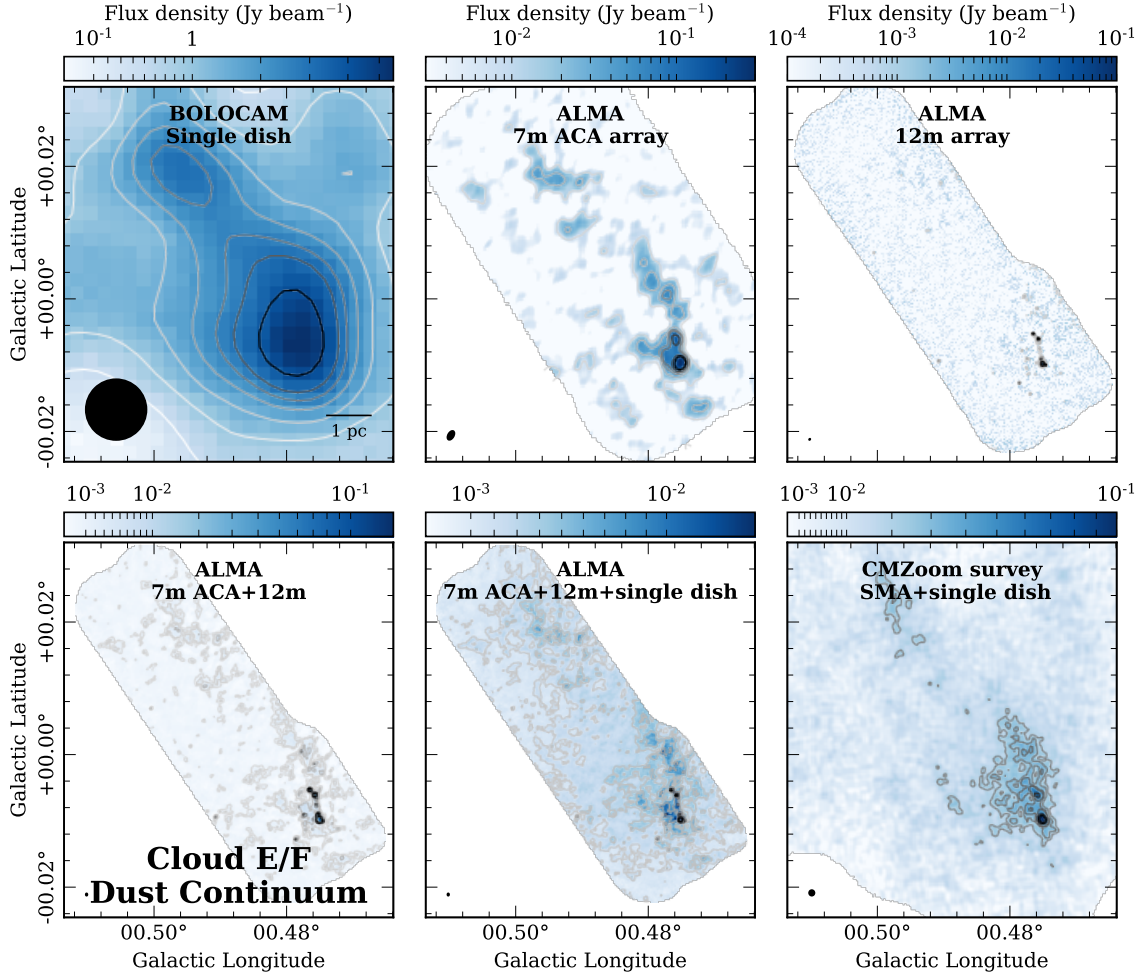 Flux density (Jy beam⁻¹) Flux density (Jy beam⁻¹) Flux density (Jy beam⁻¹)
10⁻¹ 1 10⁻² 10⁻¹ 10⁻⁴ 10⁻³ 10⁻² 10⁻¹
BOLOCAM
Single dish
ALMA
7m ACA array
ALMA
12m array
Galactic Latitude
+00.02°
+00.00°
-00.02°
1 pc
10⁻³ 10⁻² 10⁻¹ 10⁻³ 10⁻² 10⁻³ 10⁻² 10⁻¹
ALMA
7m ACA+12m
ALMA
7m ACA+12m+single dish
CMZoom survey
SMA+single dish
Galactic Latitude
+00.02°
+00.00°
-00.02°
Cloud E/F
Dust Continuum
00.50° 00.48° 00.50° 00.48° 00.50° 00.48°
Galactic Longitude Galactic Longitude Galactic Longitude